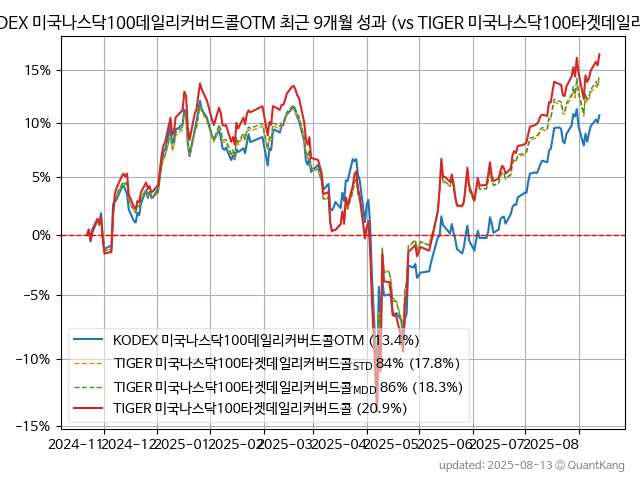 ODEX 미국나스닥100데일리커버드콜OTM 최근 9개월 성과 (vs TIGER 미국나스닥100타겟데일리
15%
10%
5%
0%
−5%
−10%
−15%
KODEX 미국나스닥100데일리커버드콜OTM (13.4%)
TIGER 미국나스닥100타겟데일리커버드콜STD 84% (17.8%)
TIGER 미국나스닥100타겟데일리커버드콜MDD 86% (18.3%)
TIGER 미국나스닥100타겟데일리커버드콜 (20.9%)
2024-11 2024-12 2025-01 2025-02 2025-03 2025-04 2025-05 2025-06 2025-07 2025-08
updated: 2025-08-13 © QuantKang